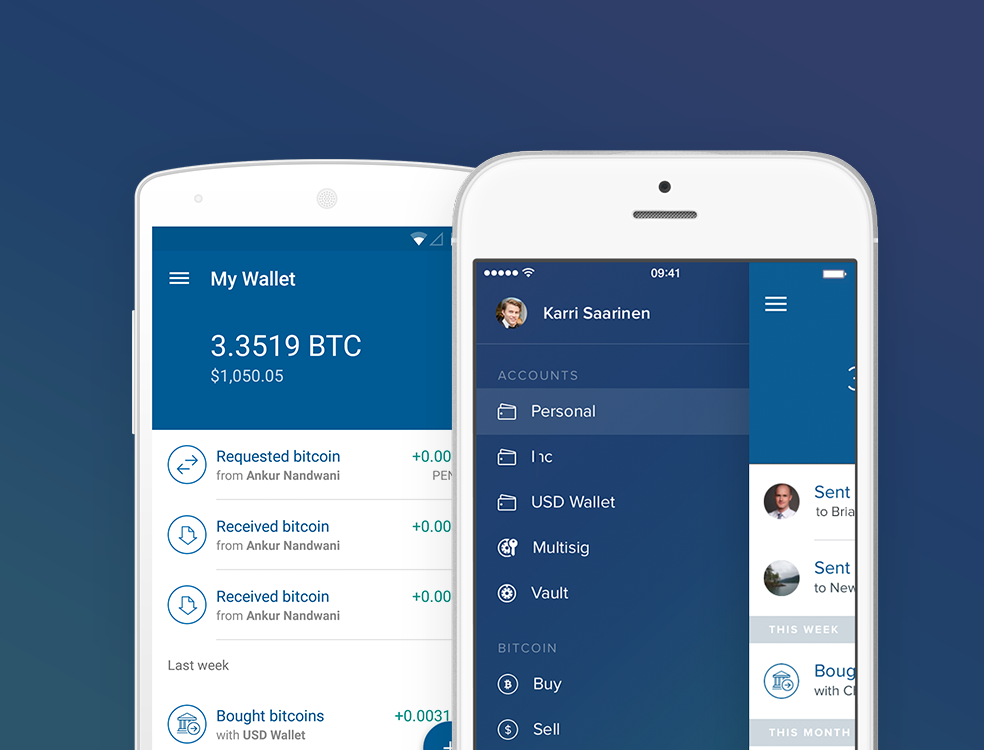 My Wallet
3.3519 BTC
$1,050.05
Requested bitcoin
+0.00
from Ankur Nandwani
PEN
Received bitcoin
+0.00
from Ankur Nandwani
Received bitcoin
+0.00
from Ankur Nandwani
Last week
Bought bitcoins
+0.0031
with USD Wallet
09:41
Karri Saarinen
ACCOUNTS
Personal
Inc
USD Wallet
Multisig
Vault
BITCOIN
Buy
Sell
Sent
to Bria
Sent
to New
THIS WEEK
Boug
with Ch
THIS MONTH